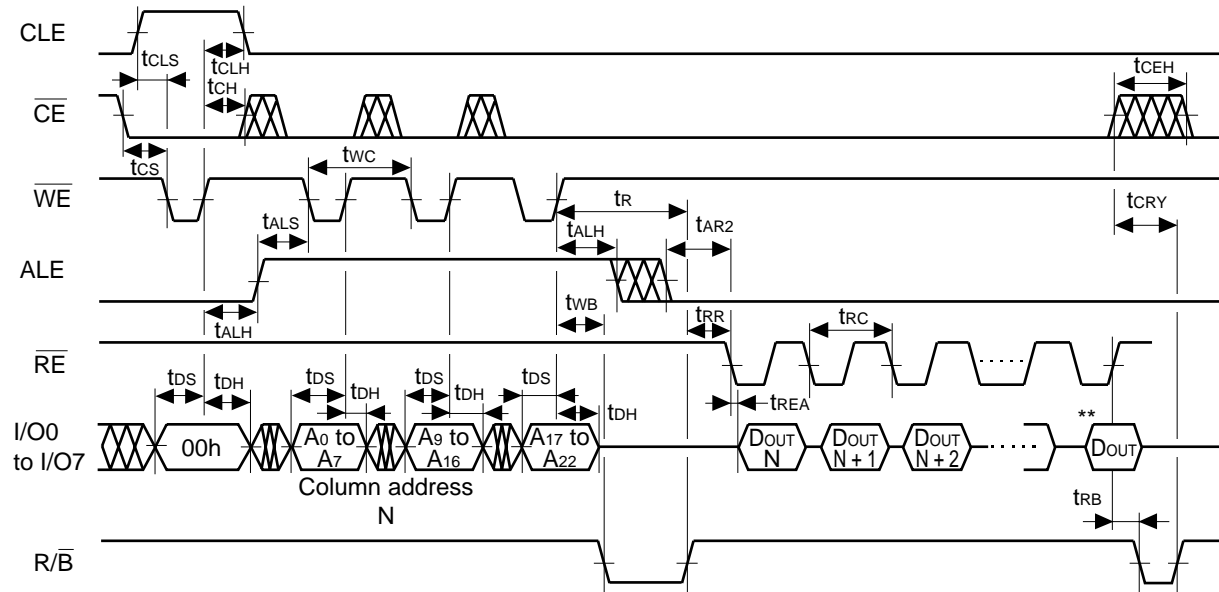 CLE
tCLS
tCLH
tCEH
tCH
CE
tCS
tWC
WE
tR
tCRY
tALS
tALH
tAR2
ALE
tALH
tWB
tRR
tRC
RE
tDS
tDH
tDS
tDH
tDS
tDH
tDS
tDH
tREA
**
I/O0
to I/O7
00h
A0 to
A7
A9 to
A16
A17 to
A22
DOUT
N
DOUT
N + 1
DOUT
N + 2
DOUT
Column address
N
tRB
R/B